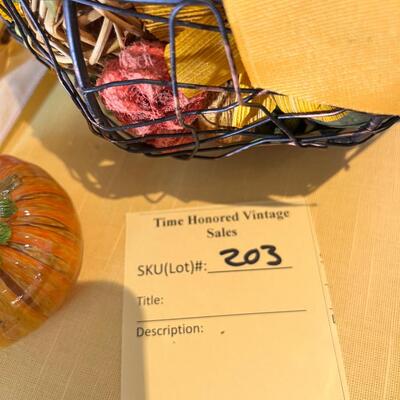 Time Honored Vintage
Sales
SKU(Lot)#: 203
Title:
Description: